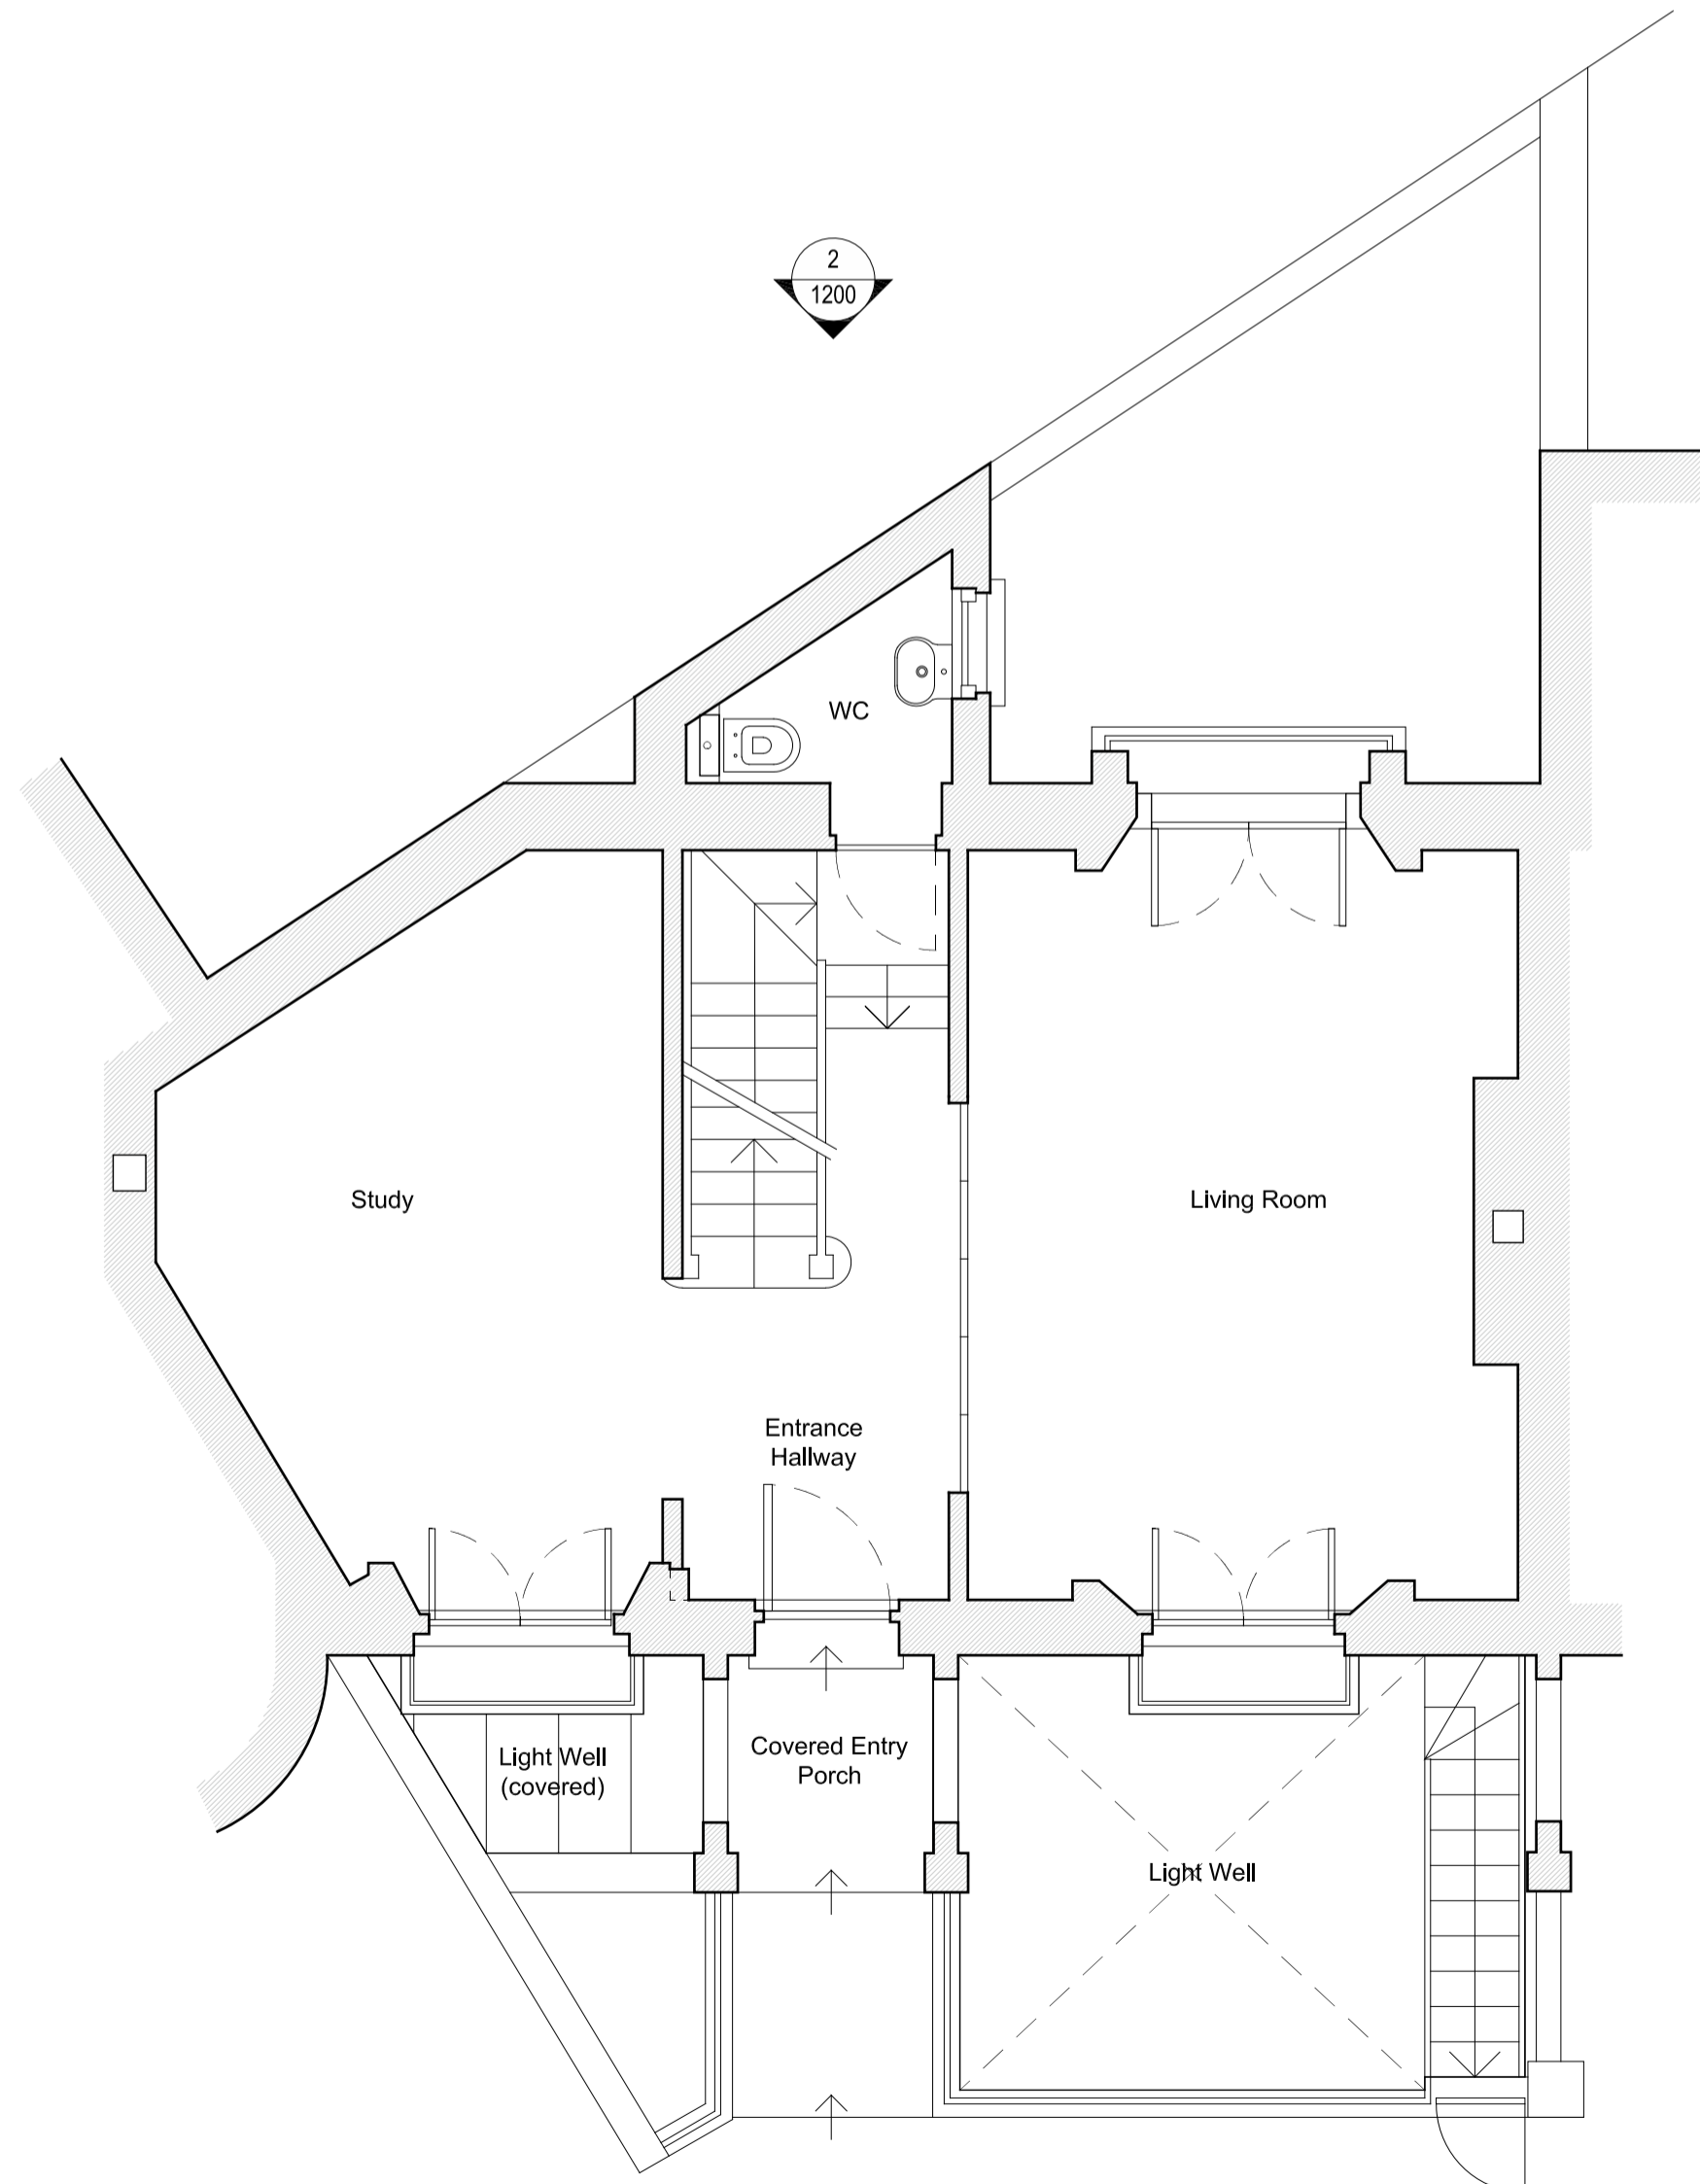 2
1200
WC
Study
Living Room
Entrance
Hallway
Covered Entry
Porch
Light Well
(covered)
Light Well